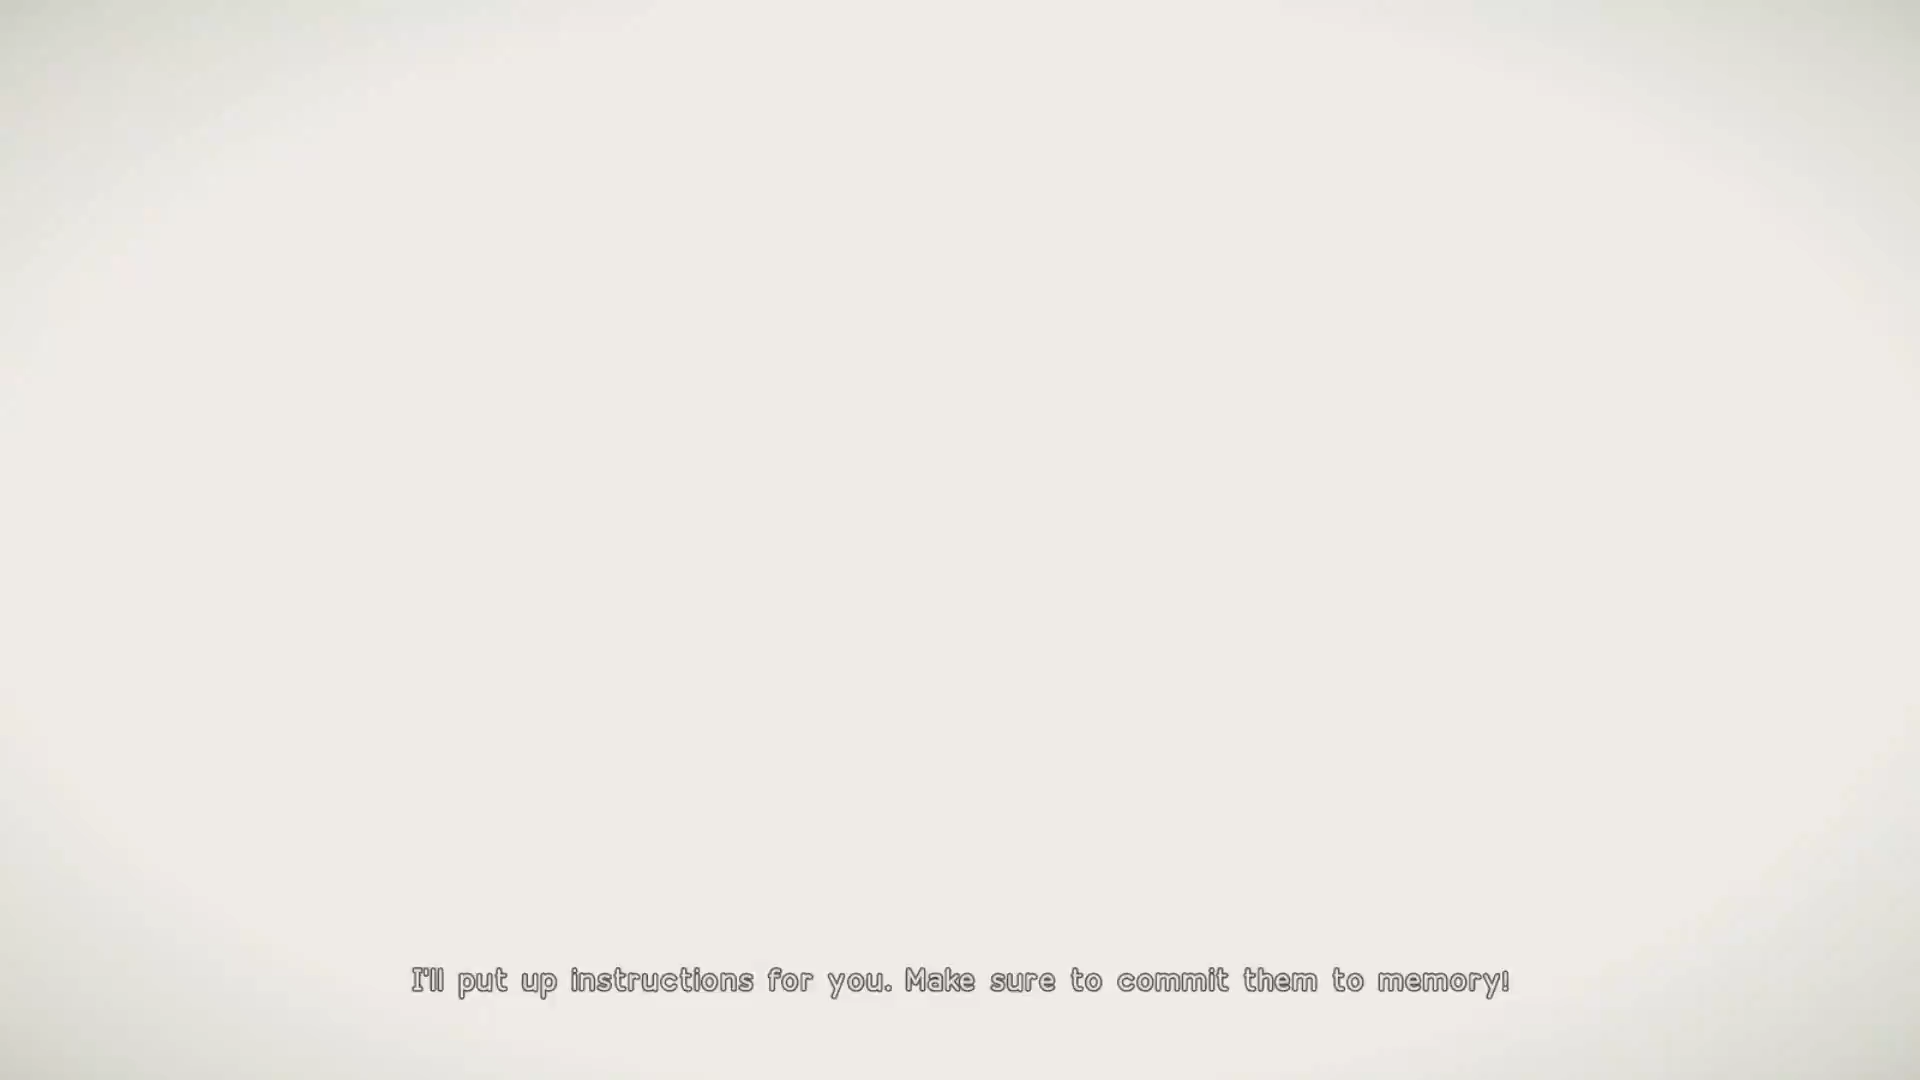 I'll put up instructions for you. Make sure to commit them to memory!